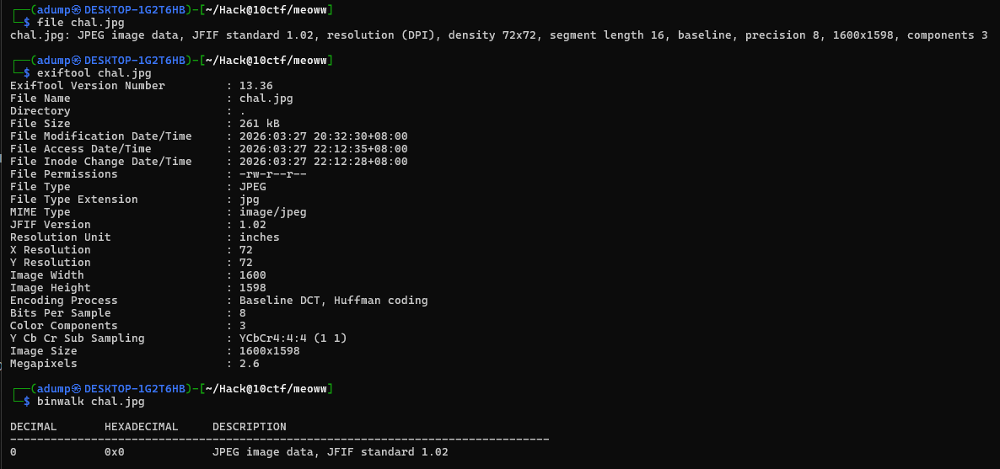 ┌──(adump㉿DESKTOP-1G2T6HB)-[~/Hack@10ctf/meoww]
└─$ file chal.jpg
chal.jpg: JPEG image data, JFIF standard 1.02, resolution (DPI), density 72x72, segment length 16, baseline, precision 8, 1600x1598, components 3
┌──(adump㉿DESKTOP-1G2T6HB)-[~/Hack@10ctf/meoww]
└─$ exiftool chal.jpg
ExifTool Version Number         : 13.36
File Name                       : chal.jpg
Directory                       : .
File Size                       : 261 kB
File Modification Date/Time     : 2026:03:27 20:32:30+08:00
File Access Date/Time           : 2026:03:27 22:12:35+08:00
File Inode Change Date/Time     : 2026:03:27 22:12:28+08:00
File Permissions                : -rw-r--r--
File Type                       : JPEG
File Type Extension             : jpg
MIME Type                       : image/jpeg
JFIF Version                    : 1.02
Resolution Unit                 : inches
X Resolution                    : 72
Y Resolution                    : 72
Image Width                     : 1600
Image Height                    : 1598
Encoding Process                : Baseline DCT, Huffman coding
Bits Per Sample                 : 8
Color Components                : 3
Y Cb Cr Sub Sampling            : YCbCr4:4:4 (1 1)
Image Size                      : 1600x1598
Megapixels                      : 2.6
┌──(adump㉿DESKTOP-1G2T6HB)-[~/Hack@10ctf/meoww]
└─$ binwalk chal.jpg
DECIMAL       HEXADECIMAL     DESCRIPTION
--------------------------------------------------------------------------------
0             0x0             JPEG image data, JFIF standard 1.02